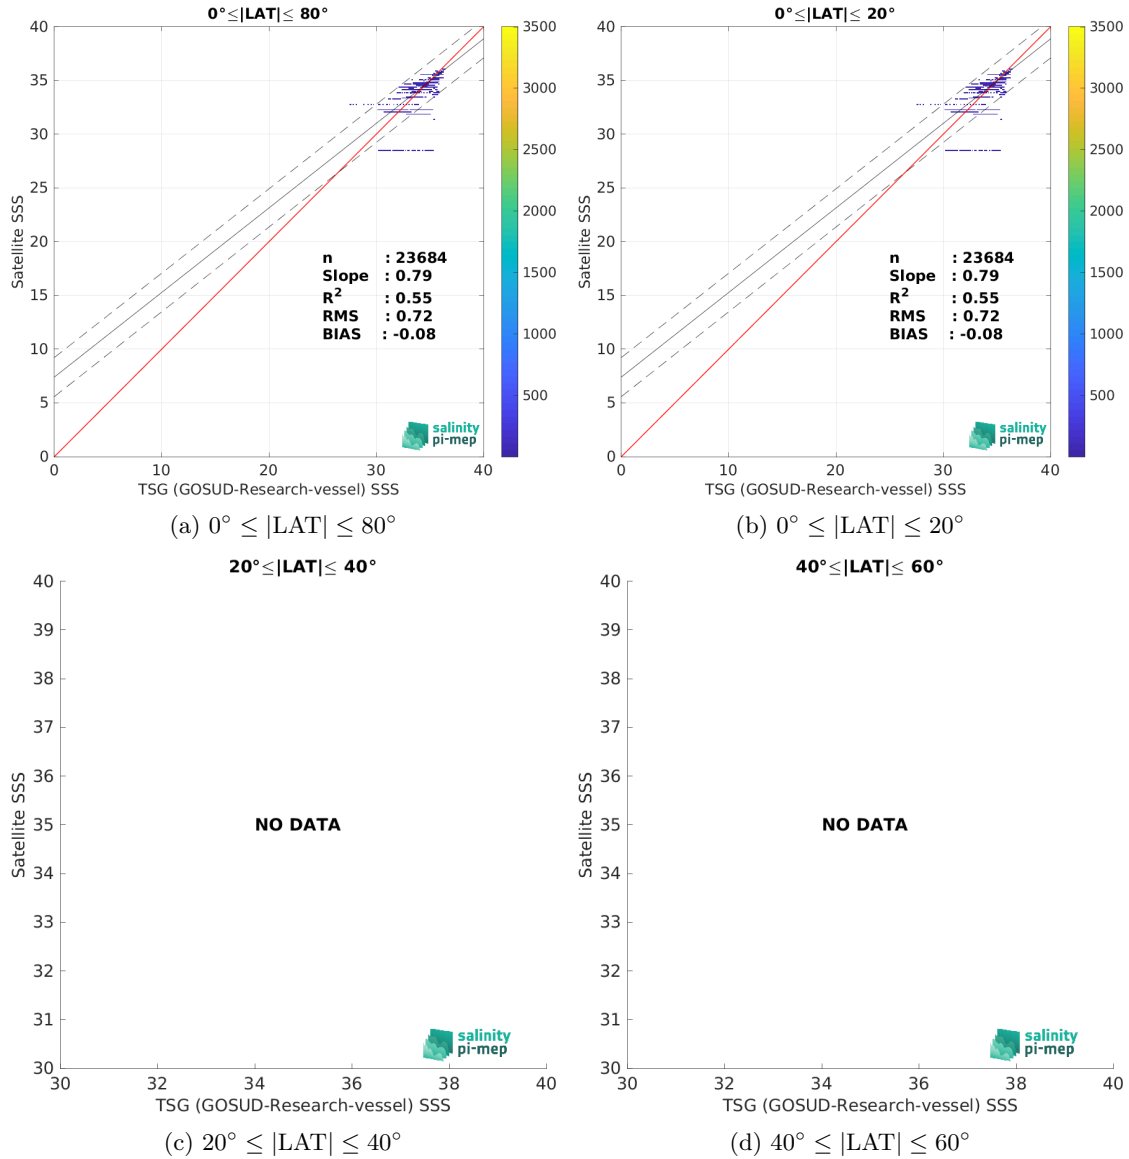 0°≤|LAT|≤ 80°
40
35
30
25
20
15
10
5
0
Satellite SSS
n : 23684
Slope : 0.79
R² : 0.55
RMS : 0.72
BIAS : -0.08
salinity
pi-mep
0 10 20 30 40
TSG (GOSUD-Research-vessel) SSS
3500
3000
2500
2000
1500
1000
500
(a) 0° ≤ |LAT| ≤ 80°
0°≤|LAT|≤ 20°
40
35
30
25
20
15
10
5
0
Satellite SSS
n : 23684
Slope : 0.79
R² : 0.55
RMS : 0.72
BIAS : -0.08
salinity
pi-mep
0 10 20 30 40
TSG (GOSUD-Research-vessel) SSS
3500
3000
2500
2000
1500
1000
500
(b) 0° ≤ |LAT| ≤ 20°
20°≤|LAT|≤ 40°
40
39
38
37
36
35
34
33
32
31
30
Satellite SSS
NO DATA
salinity
pi-mep
30 32 34 36 38 40
TSG (GOSUD-Research-vessel) SSS
(c) 20° ≤ |LAT| ≤ 40°
40°≤|LAT|≤ 60°
40
39
38
37
36
35
34
33
32
31
30
Satellite SSS
NO DATA
salinity
pi-mep
30 32 34 36 38 40
TSG (GOSUD-Research-vessel) SSS
(d) 40° ≤ |LAT| ≤ 60°